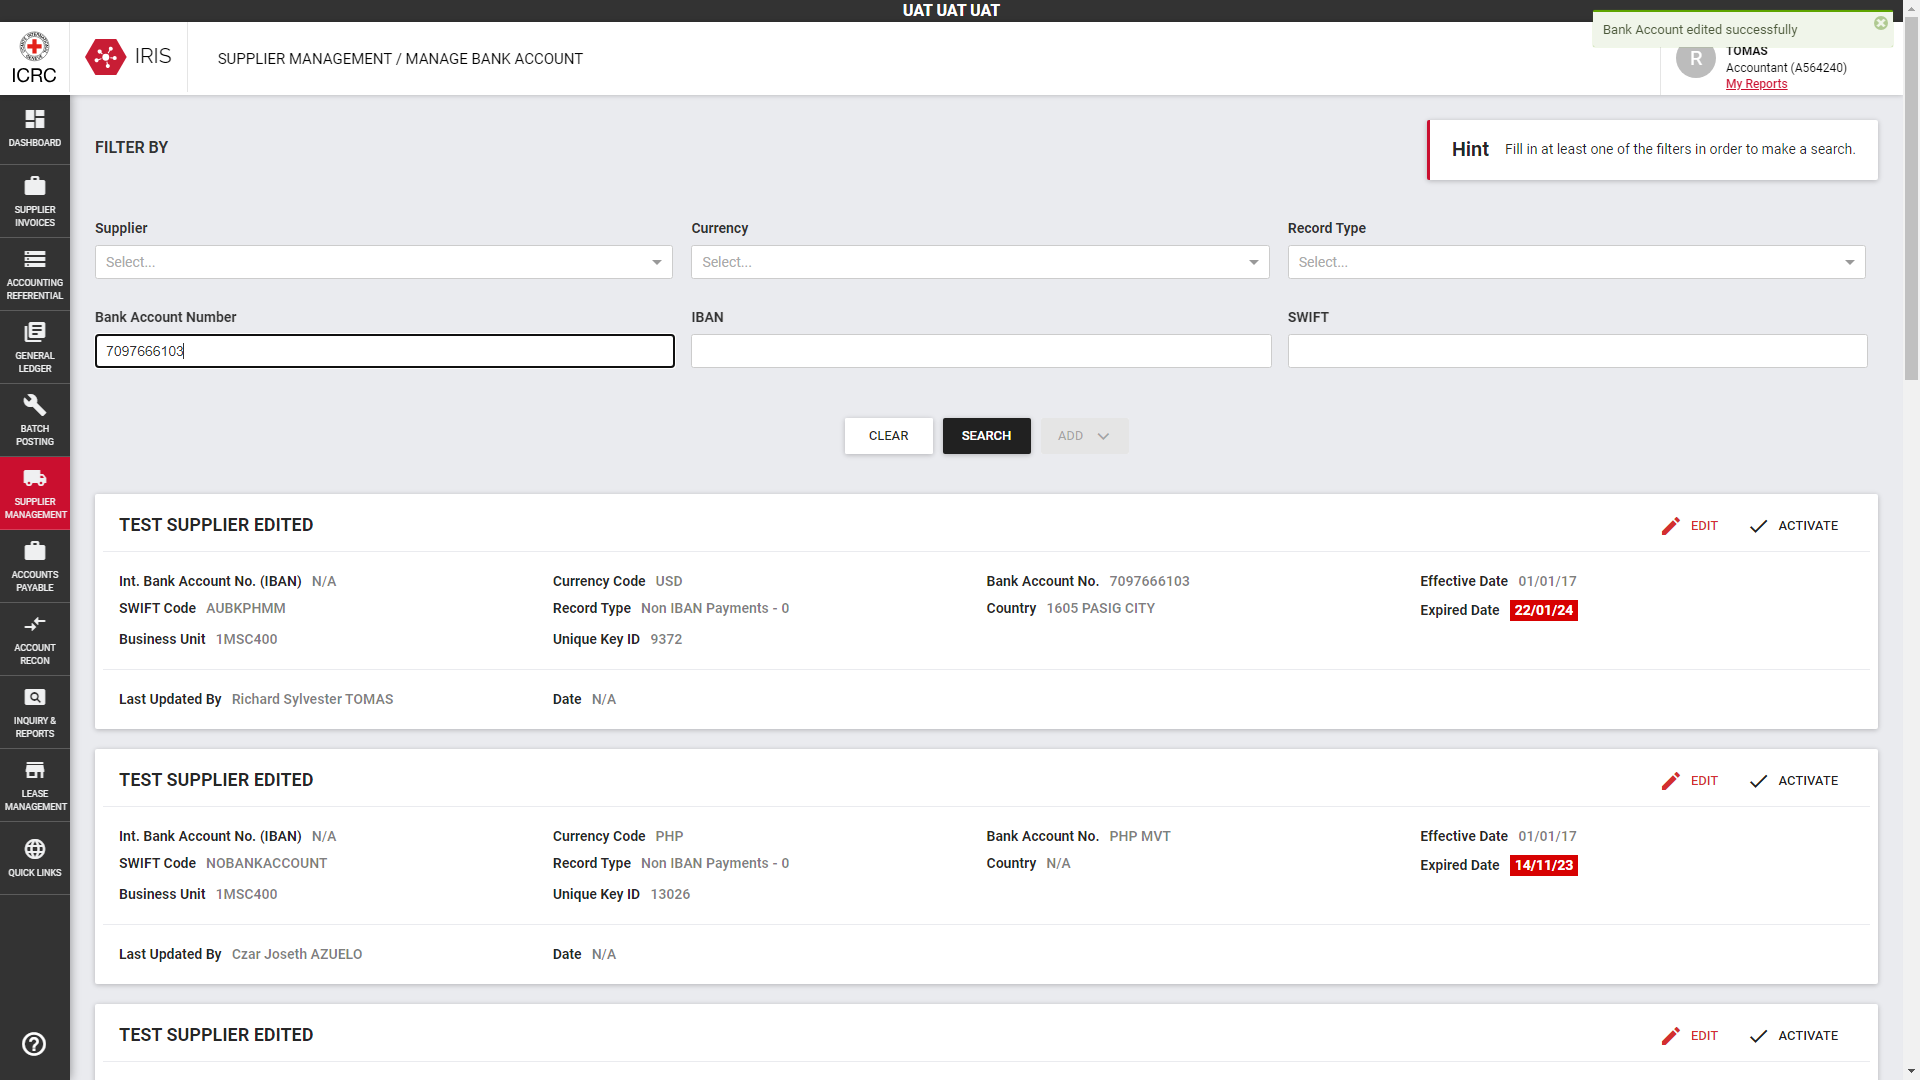 UAT UAT UAT
Bank Account edited successfully
ICRC
IRIS
SUPPLIER MANAGEMENT / MANAGE BANK ACCOUNT
R
TOMAS
Accountant (A564240)
My Reports
DASHBOARD
SUPPLIER
INVOICES
ACCOUNTING
REFERENTIAL
GENERAL
LEDGER
BATCH
POSTING
SUPPLIER
MANAGEMENT
ACCOUNTS
PAYABLE
ACCOUNT
RECON
INQUIRY &
REPORTS
LEASE
MANAGEMENT
QUICK LINKS
FILTER BY
Hint Fill in at least one of the filters in order to make a search.
Supplier Currency Record Type
Select... Select... Select...
Bank Account Number IBAN SWIFT
7097666103
CLEAR SEARCH ADD
TEST SUPPLIER EDITED EDIT ACTIVATE
Int. Bank Account No. (IBAN) N/A Currency Code USD Bank Account No. 7097666103 Effective Date 01/01/17
SWIFT Code AUBKPHMM Record Type Non IBAN Payments - 0 Country 1605 PASIG CITY Expired Date 22/01/24
Business Unit 1MSC400 Unique Key ID 9372
Last Updated By Richard Sylvester TOMAS Date N/A
TEST SUPPLIER EDITED EDIT ACTIVATE
Int. Bank Account No. (IBAN) N/A Currency Code PHP Bank Account No. PHP MVT Effective Date 01/01/17
SWIFT Code NOBANKACCOUNT Record Type Non IBAN Payments - 0 Country N/A Expired Date 14/11/23
Business Unit 1MSC400 Unique Key ID 13026
Last Updated By Czar Joseth AZUELO Date N/A
TEST SUPPLIER EDITED EDIT ACTIVATE